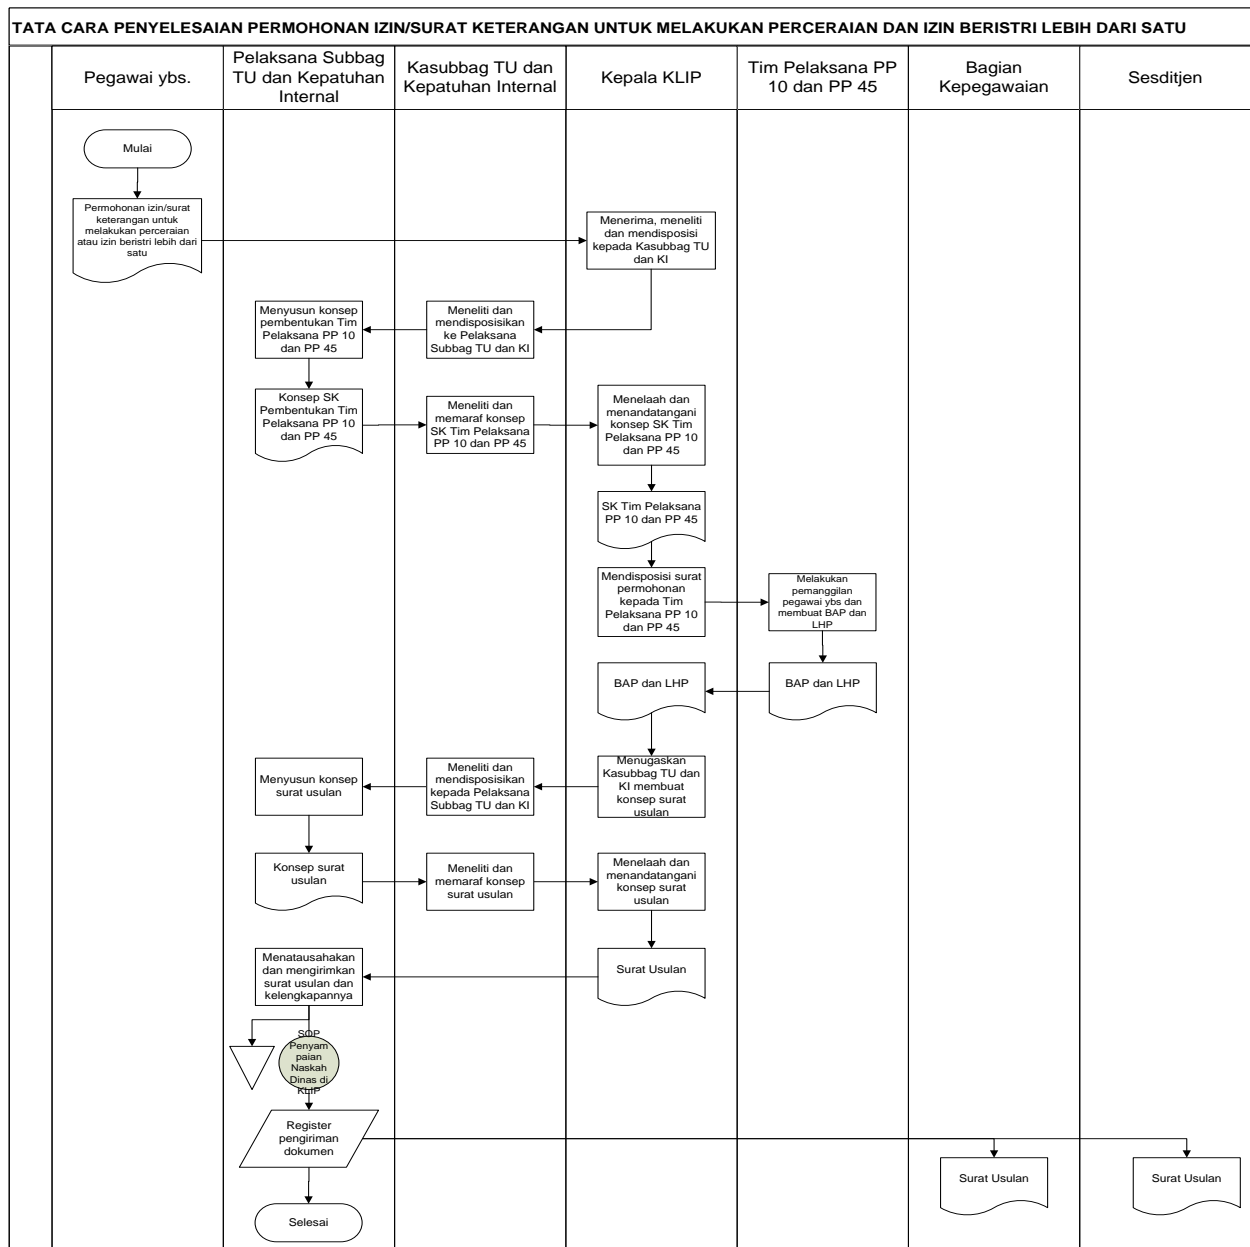 TATA CARA PENYELESAIAN PERMOHONAN IZIN/SURAT KETERANGAN UNTUK MELAKUKAN PERCERAIAN DAN IZIN BERISTRI LEBIH DARI SATU
Pegawai ybs.
Pelaksana Subbag
TU dan Kepatuhan
Internal
Kasubbag TU dan
Kepatuhan Internal
Kepala KLIP
Tim Pelaksana PP
10 dan PP 45
Bagian
Kepegawaian
Sesditjen
Mulai
Permohonan izin/surat
keterangan untuk
melakukan perceraian
atau izin beristri lebih dari
satu
Menerima, meneliti
dan mendisposisi
kepada Kasubbag TU
dan KI
Meneliti dan
mendisposisikan
ke Pelaksana
Subbag TU dan KI
Menyusun konsep
pembentukan Tim
Pelaksana PP 10
dan PP 45
Konsep SK
Pembentukan Tim
Pelaksana PP 10
dan PP 45
Meneliti dan
memaraf konsep
SK Tim Pelaksana
PP 10 dan PP 45
Menelaah dan
menandatangani
konsep SK Tim
Pelaksana PP 10
dan PP 45
SK Tim Pelaksana
PP 10 dan PP 45
Mendisposisi surat
permohonan
kepada Tim
Pelaksana PP 10
dan PP 45
Melakukan
pemanggilan
pegawai ybs dan
membuat BAP dan
LHP
BAP dan LHP
BAP dan LHP
Menugaskan
Kasubbag TU dan
KI membuat
konsep surat
usulan
Meneliti dan
mendisposisikan
kepada Pelaksana
Subbag TU dan KI
Menyusun konsep
surat usulan
Konsep surat
usulan
Meneliti dan
memaraf konsep
surat usulan
Menelaah dan
menandatangani
konsep surat
usulan
Surat Usulan
Menatausahakan
dan mengirimkan
surat usulan dan
kelengkapannya
SOP
Penyam
paian
Naskah
Dinas di
KLIP
Register
pengiriman
dokumen
Surat Usulan
Surat Usulan
Selesai